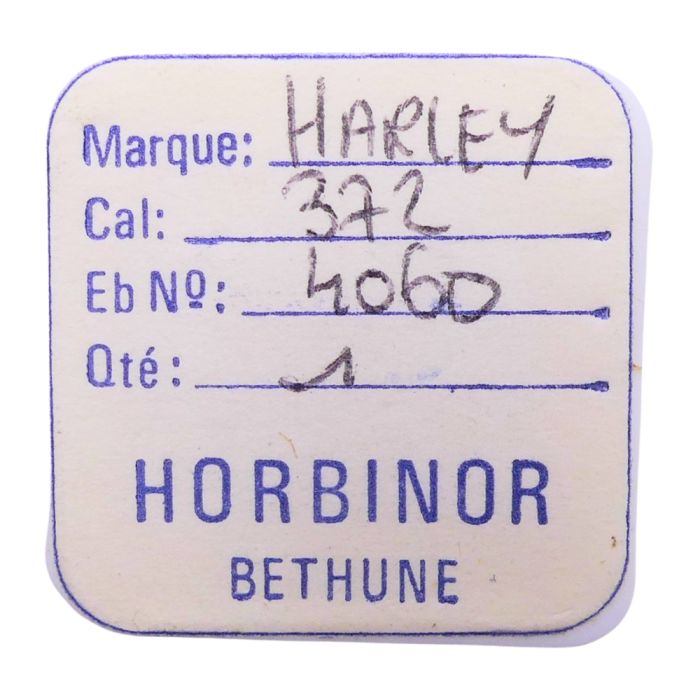 Marque: HARLEY
Cal: 372
Eb Nº: 4060
Qté: 1
HORBINOR
BETHUNE